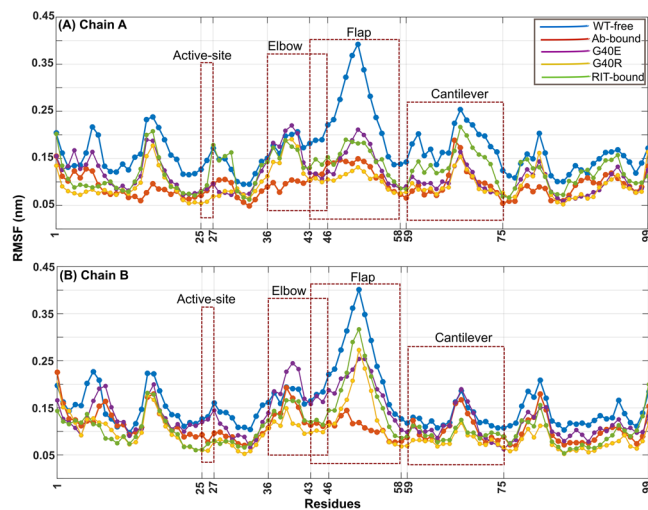 0.45
(A) Chain A
Flap
WT-free
Ab-bound
G40E
G40R
RIT-bound
Elbow
Active-site
0.35
Cantilever
0.25
0.15
0.05
1
25
27
36
43
46
58
59
75
99
RMSF (nm)
0.45
(B) Chain B
Flap
Elbow
Active-site
0.35
Cantilever
0.25
0.15
0.05
1
25
27
36
43
46
58
59
75
99
Residues